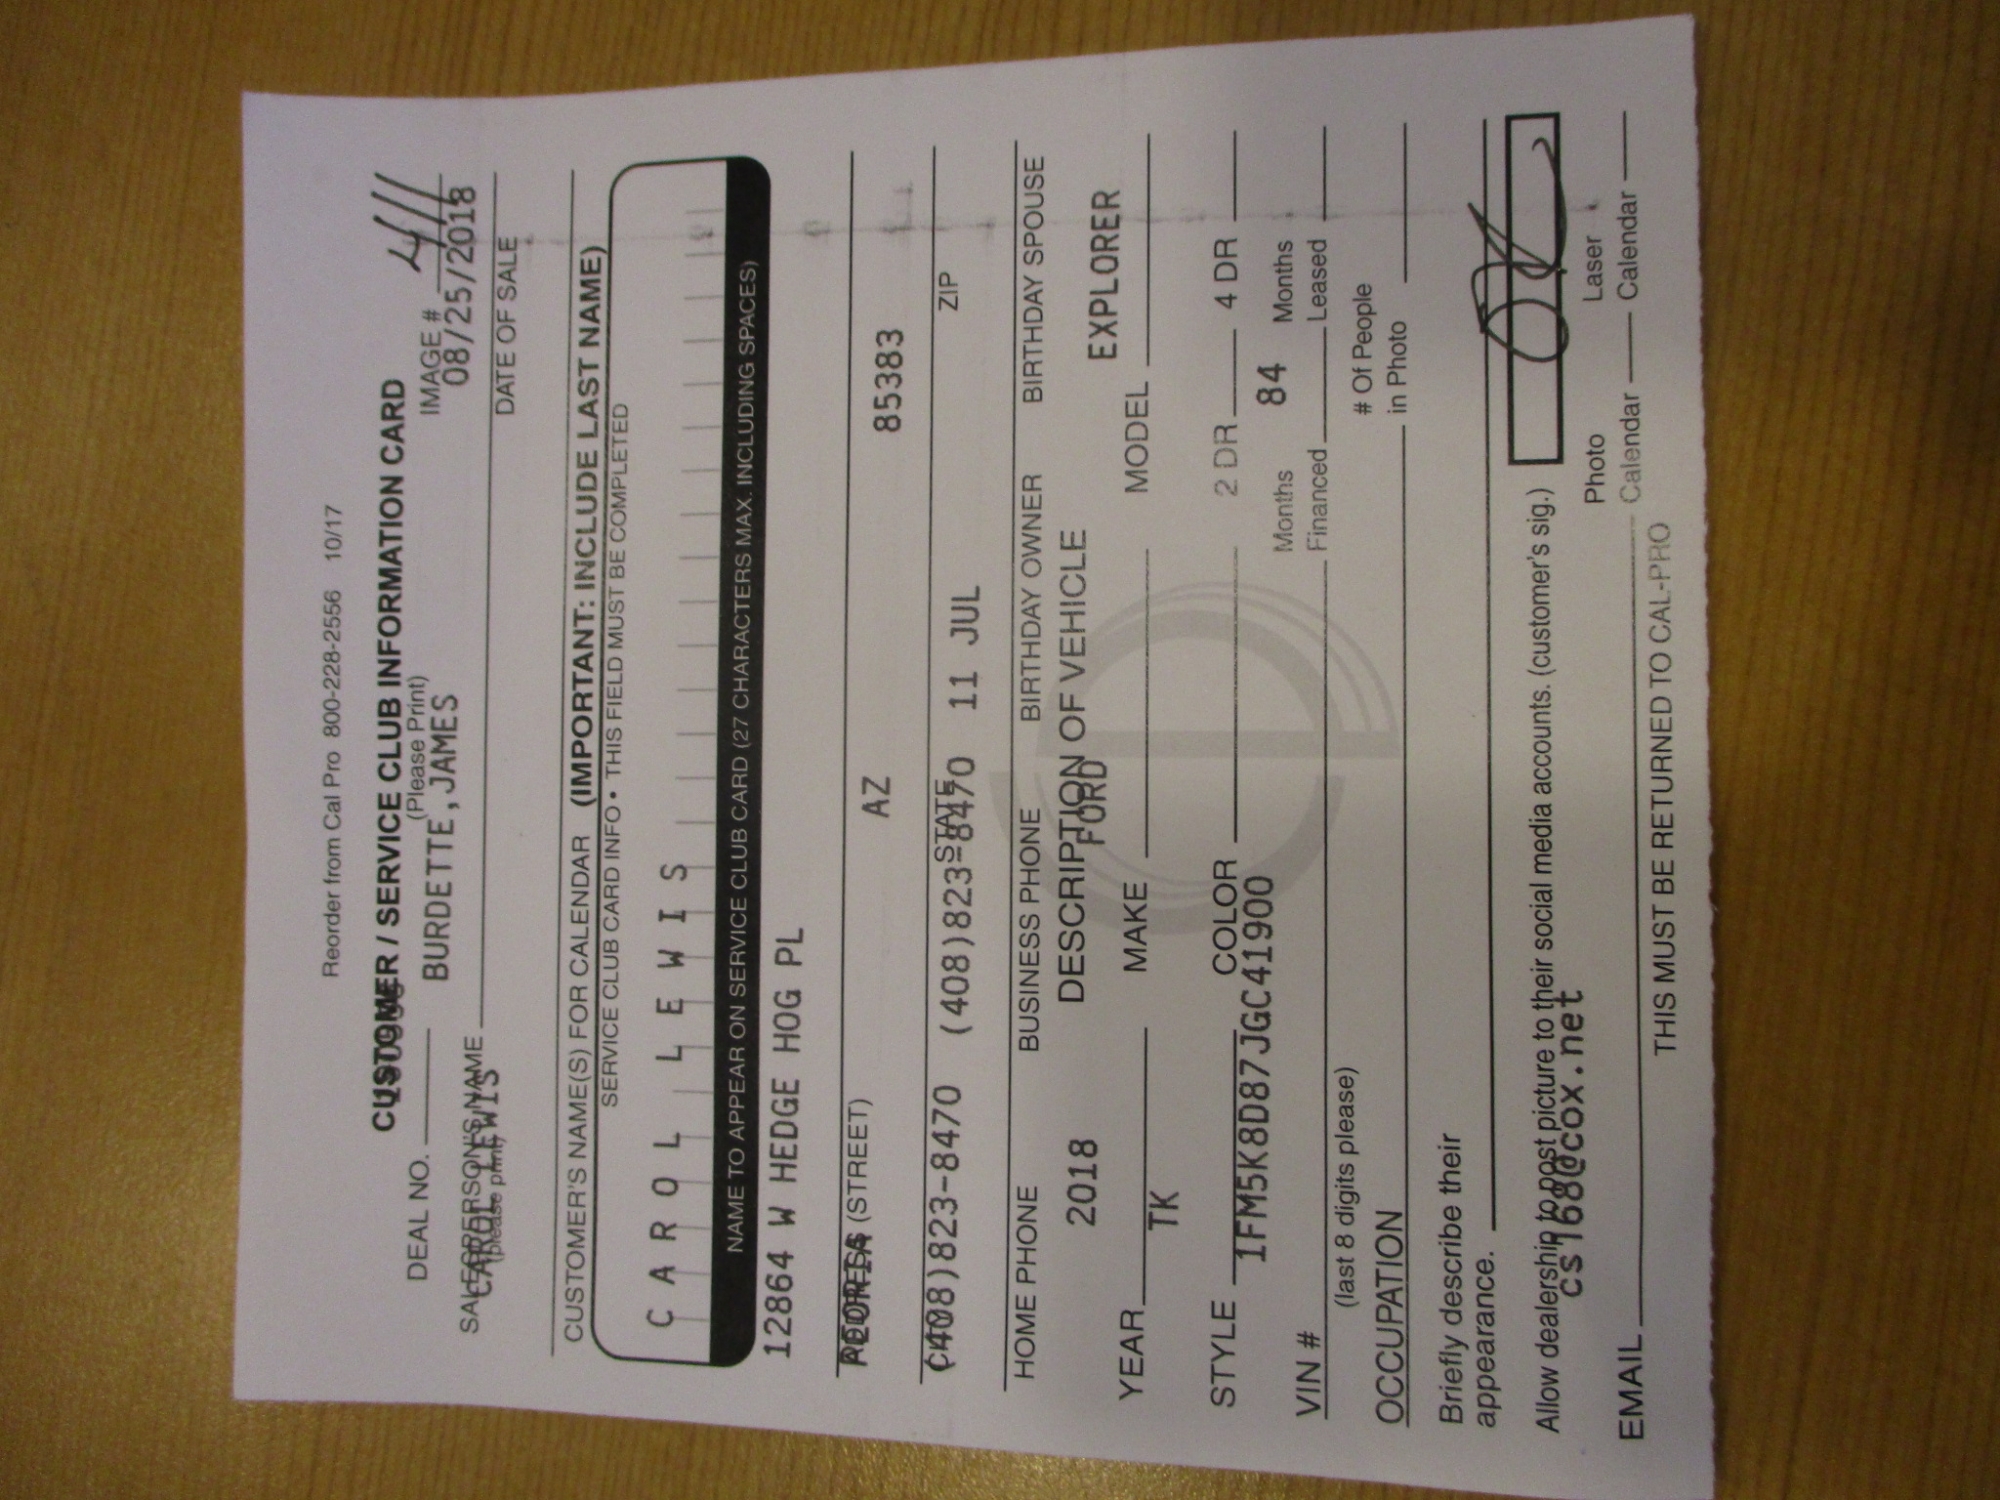 Reorder from Cal Pro 800-228-2556 10/17
CUSTOMER / SERVICE CLUB INFORMATION CARD
(Please Print)
DEAL NO. IMAGE #
BURDETTE,JAMES 08/25/2018
SALESPERSON'S NAME DATE OF SALE
(please print)
CAROL LEWIS
CUSTOMER'S NAME(S) FOR CALENDAR (IMPORTANT: INCLUDE LAST NAME)
SERVICE CLUB CARD INFO • THIS FIELD MUST BE COMPLETED
CAROL LEWIS
NAME TO APPEAR ON SERVICE CLUB CARD (27 CHARACTERS MAX. INCLUDING SPACES)
12864 W HEDGE HOG PL
ADDRESS (STREET)
PEORIA AZ 85383
CITY STATE ZIP
(408)823-8470 (408)823-8470 11 JUL
HOME PHONE BUSINESS PHONE BIRTHDAY OWNER BIRTHDAY SPOUSE
DESCRIPTION OF VEHICLE
2018 FORD EXPLORER
YEAR MAKE MODEL
TK
STYLE COLOR 2 DR 4 DR
1FM5K8D87JGC41900 84
VIN # Months Financed Months Leased
(last 8 digits please)
OCCUPATION # Of People in Photo
Briefly describe their
appearance.
Allow dealership to post picture to their social media accounts. (customer's sig.)
cs168@cox.net
EMAIL Photo Calendar Laser Calendar
THIS MUST BE RETURNED TO CAL-PRO